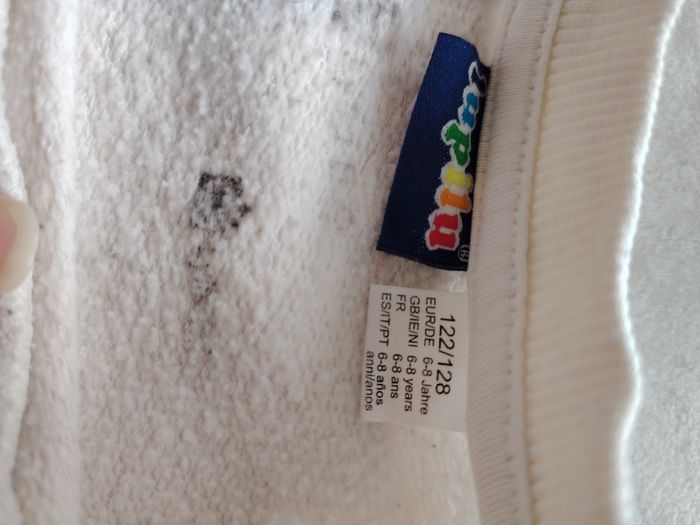 lupilu
®
122/128
EUR/DE 6-8 Jahre
GB/IE/NI 6-8 years
FR 6-8 ans
ES/IT/PT 6-8 años
anni/anos